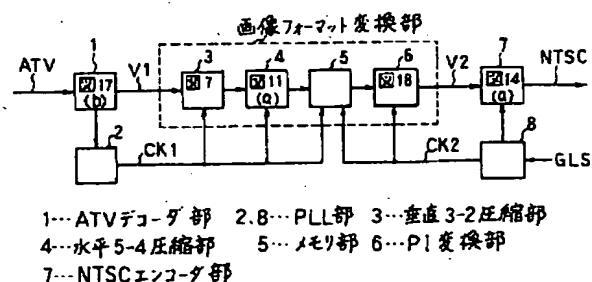 画像フォーマット変換部
1 3 4 5 6 7
ATV 図17(b) V1 図7 図11(a) 図18 V2 図14(a) NTSC
2 CK1 CK2 8 GLS
1…ATVデコーダ部 2.8…PLL部 3…垂直3-2圧縮部
4…水平5-4圧縮部 5…メモリ部 6…PI変換部
7…NTSCエンコーダ部